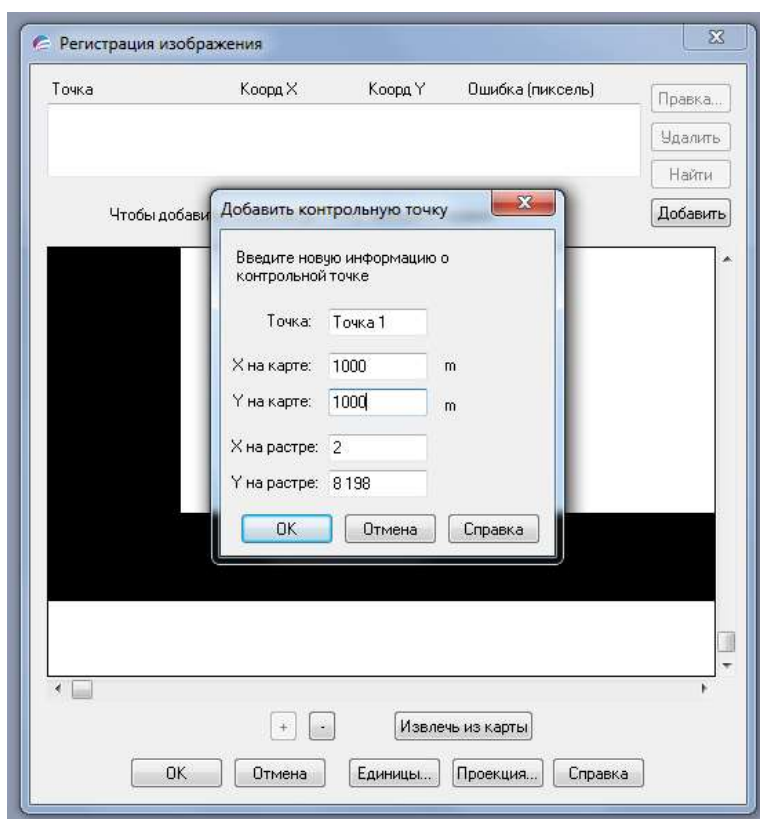 Регистрация изображения
Точка Коорд X Коорд Y Ошибка (пиксель)
Правка...
Удалить
Найти
Чтобы добави
Добавить
Добавить контрольную точку
Введите новую информацию о
контрольной точке
Точка: Точка 1
X на карте: 1000 m
Y на карте: 1000 m
X на растре: 2
Y на растре: 8 198
OK Отмена Справка
+ - Извлечь из карты
OK Отмена Единицы... Проекция... Справка